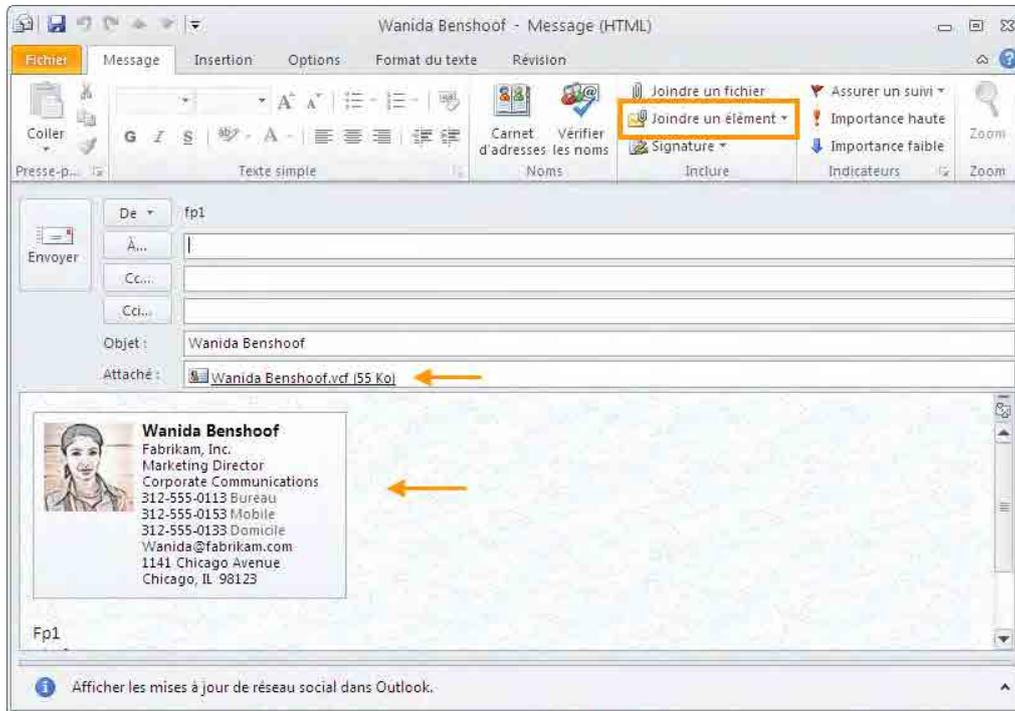 Wanida Benshoof - Message (HTML)
Fichier Message Insertion Options Format du texte Révision
Coller
G I S
Carnet d'adresses
Vérifier les noms
Joindre un fichier
Joindre un élément
Signature
Assurer un suivi
Importance haute
Importance faible
Zoom
Presse-p... Texte simple Noms Inclure Indicateurs Zoom
Envoyer
De fp1
À...
Cc...
Cci...
Objet : Wanida Benshoof
Attaché : Wanida Benshoof.vcf (55 Ko)
Wanida Benshoof
Fabrikam, Inc.
Marketing Director
Corporate Communications
312-555-0113 Bureau
312-555-0153 Mobile
312-555-0133 Domicile
Wanida@fabrikam.com
1141 Chicago Avenue
Chicago, IL 98123
Fp1
Afficher les mises à jour de réseau social dans Outlook.